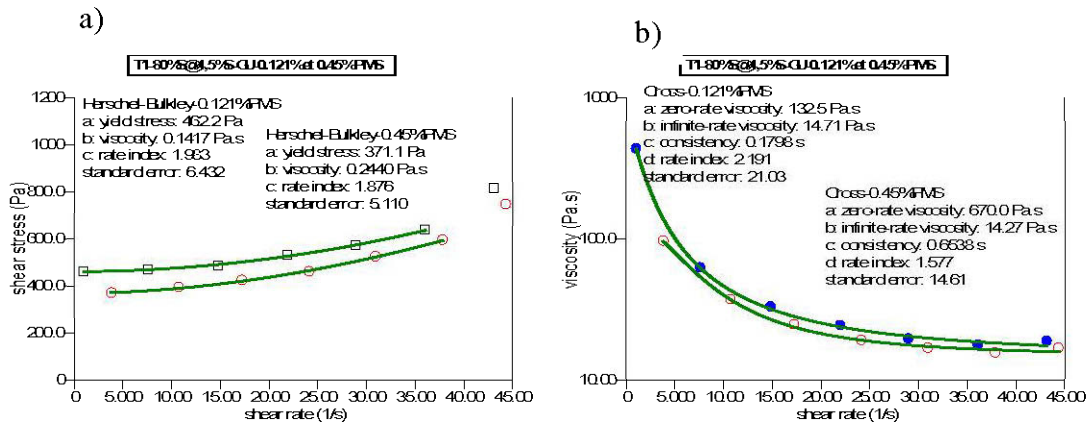 a)
T1-80%S@4,5%S-GU-0.121% et 0.45%PMS
1200
1000
800.0
600.0
400.0
200.0
0
shear stress (Pa)
Herschel-Bulkley-0.121%PMS
a: yield stress: 462.2 Pa
b: viscosity: 0.1417 Pa.s
c: rate index: 1.983
standard error: 6.432
Herschel-Bulkley-0.45%PMS
a: yield stress: 371.1 Pa
b: viscosity: 0.2440 Pa.s
c: rate index: 1.876
standard error: 5.110
0 5.000 10.00 15.00 20.00 25.00 30.00 35.00 40.00 45.00
shear rate (1/s)
b)
T1-80%S@4,5%S-GU-0.121% et 0.45%PMS
1000
100.0
10.00
viscosity (Pa.s)
Cross-0.121%PMS
a: zero-rate viscosity: 132.5 Pa.s
b: infinite-rate viscosity: 14.71 Pa.s
c: consistency: 0.1798 s
d: rate index: 2.191
standard error: 21.03
Cross-0.45%PMS
a: zero-rate viscosity: 670.0 Pa.s
b: infinite-rate viscosity: 14.27 Pa.s
c: consistency: 0.6638 s
d: rate index: 1.577
standard error: 14.61
0 5.000 10.00 15.00 20.00 25.00 30.00 35.00 40.00 45.00
shear rate (1/s)